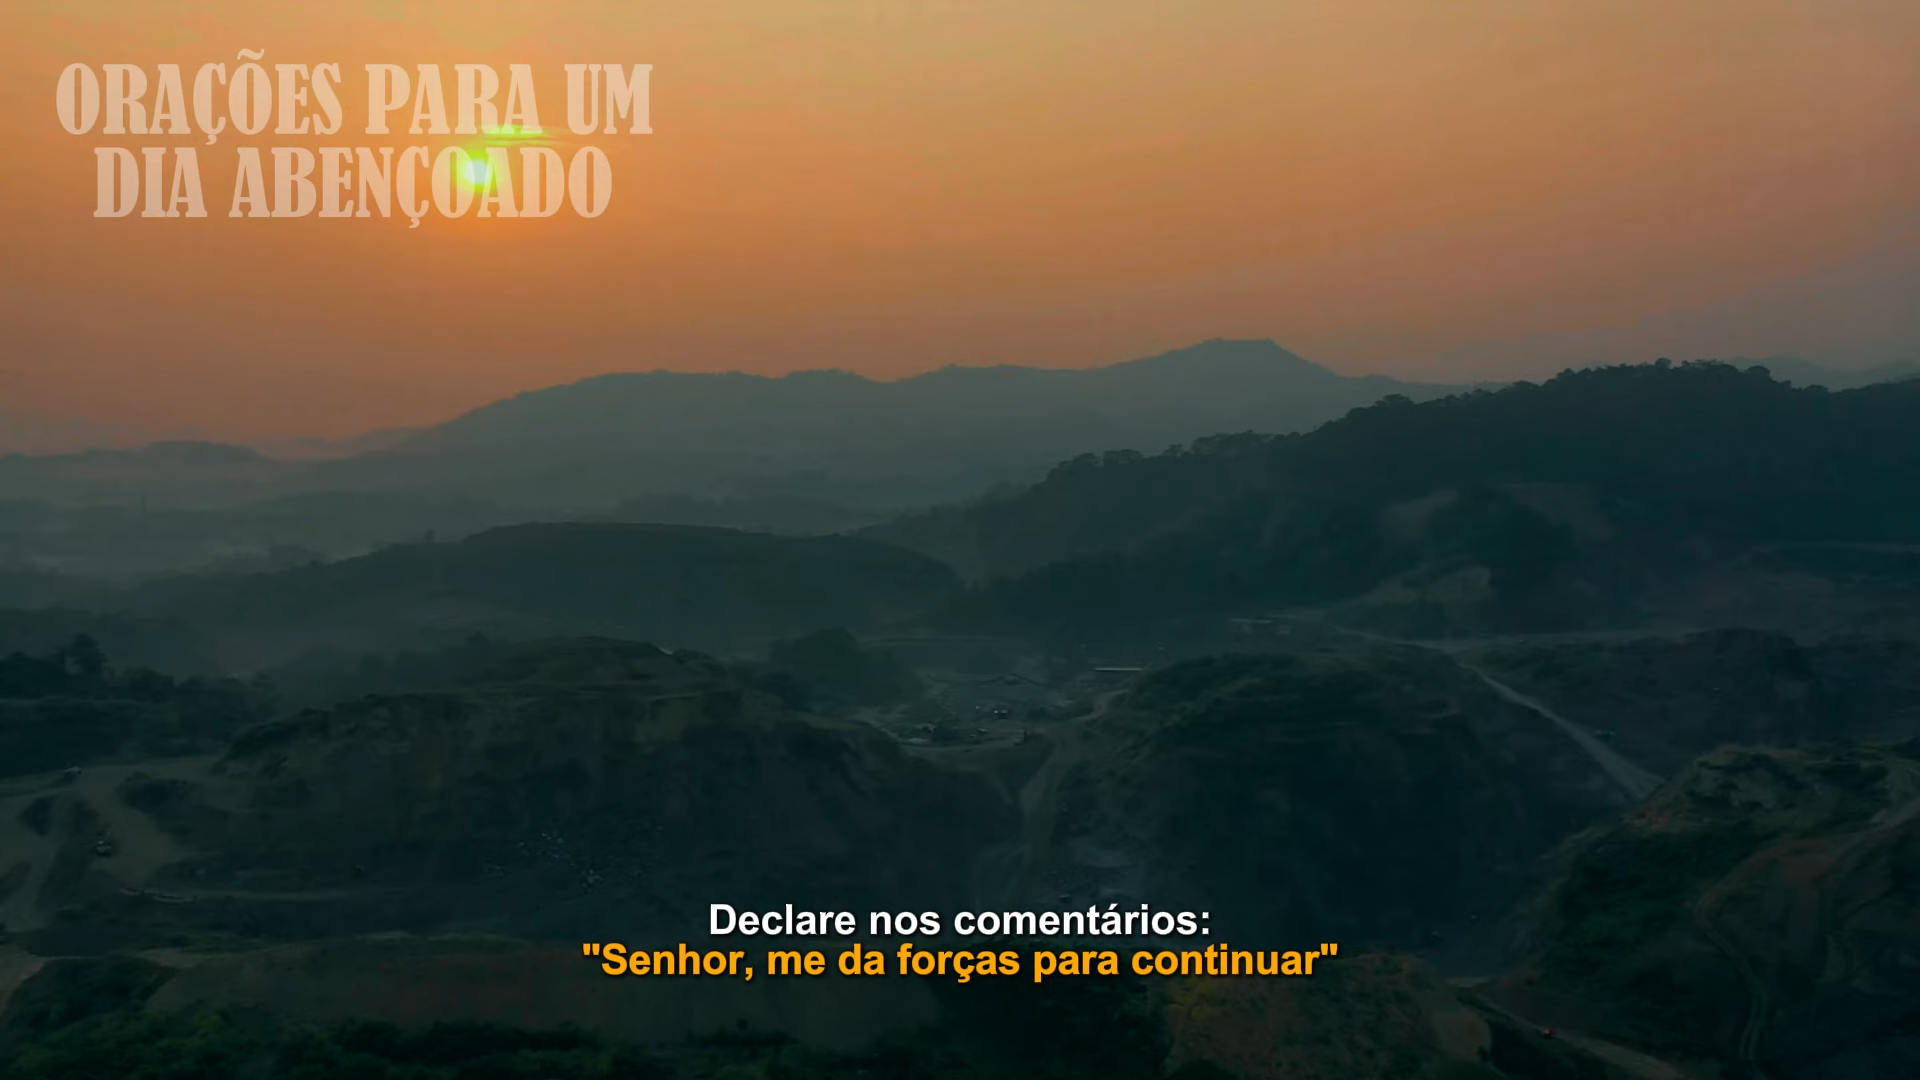 ORAÇÕES PARA UM
DIA ABENÇOADO
Declare nos comentários:
"Senhor, me da forças para continuar"